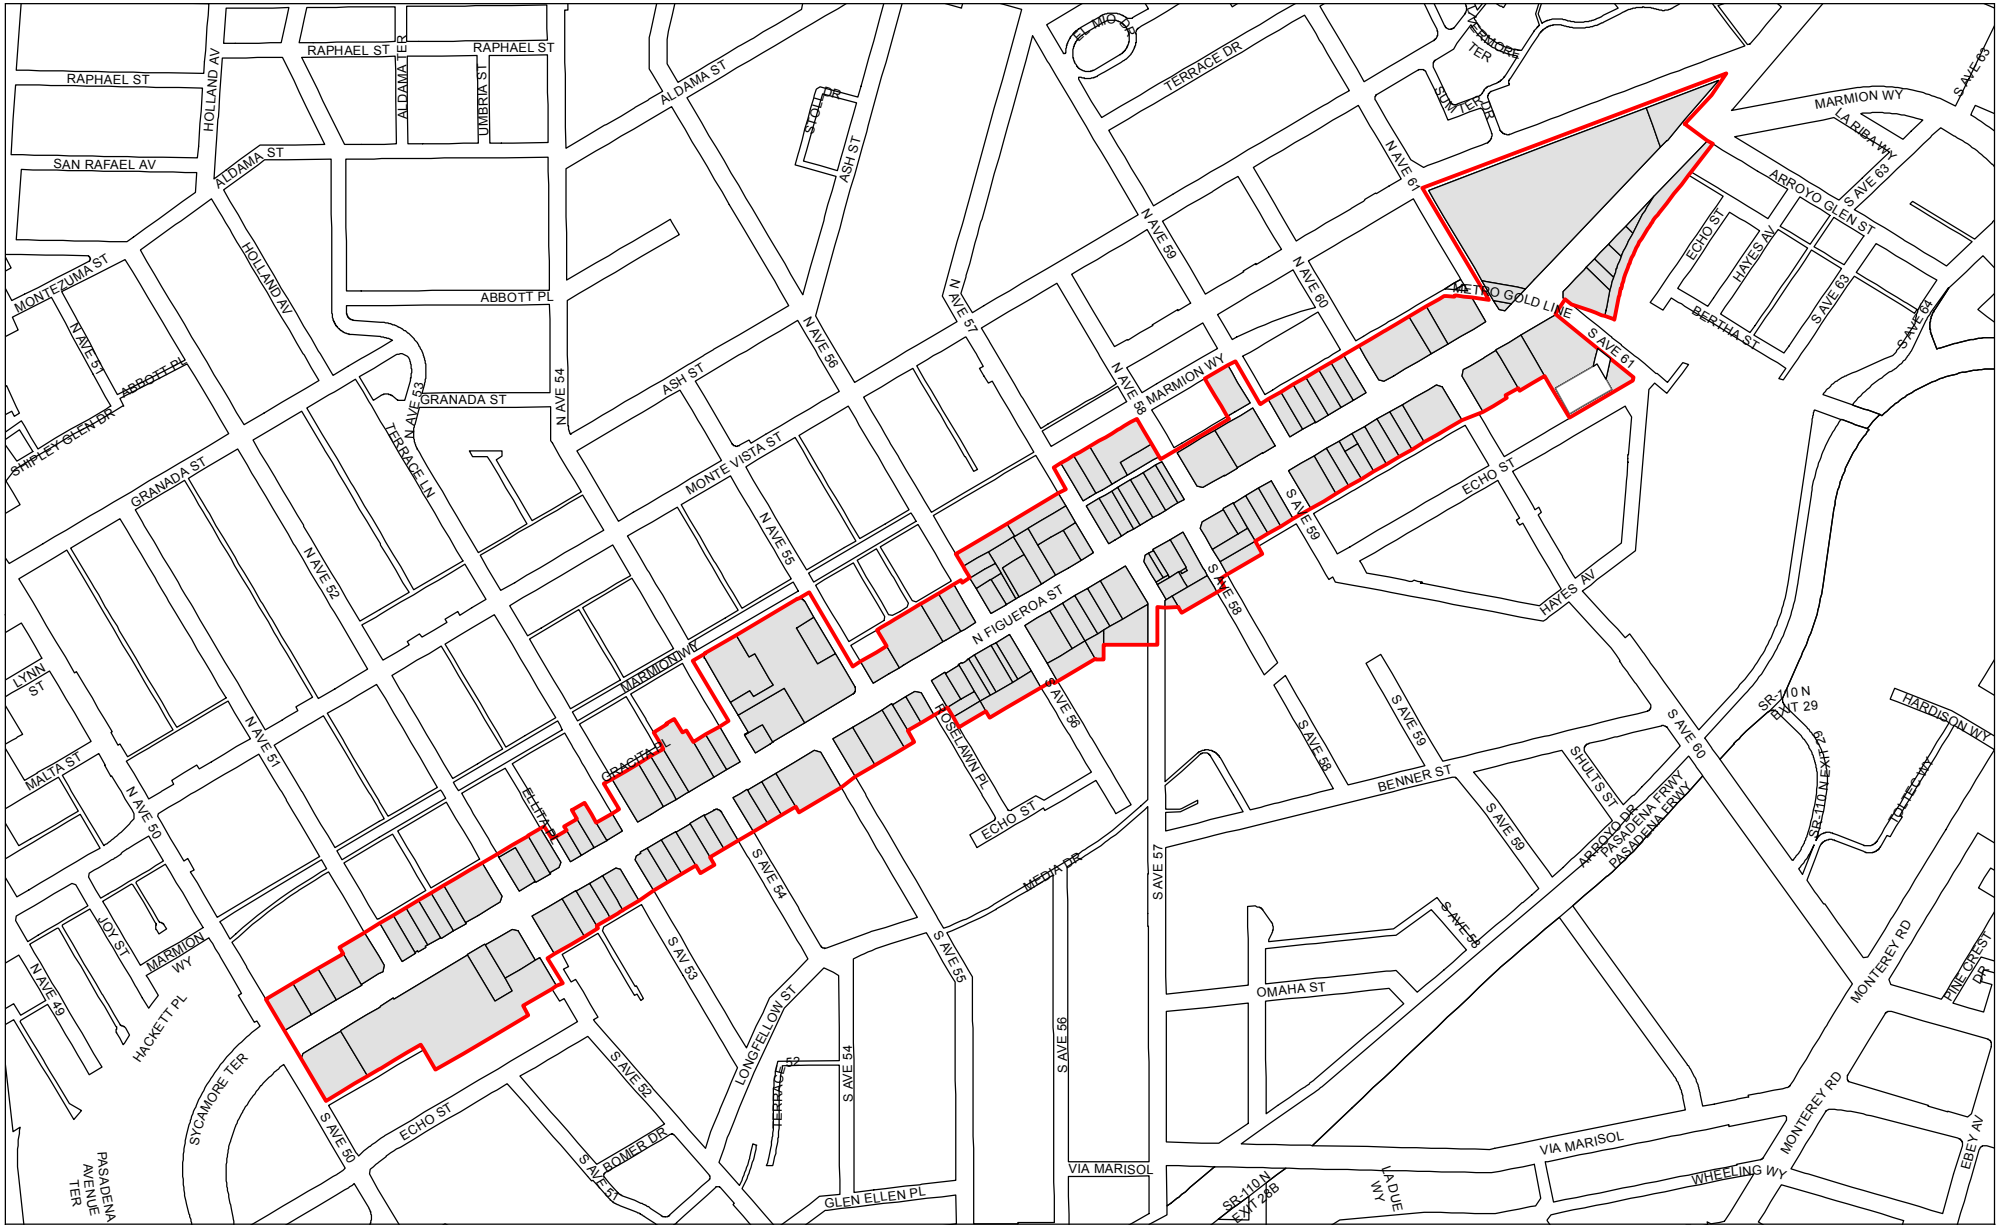 RAPHAEL ST
HOLLAND AV
RAPHAEL ST
ALDAMA TER
RAPHAEL ST
UMBRIA ST
ALDAMA ST
STOLL DR
ASH ST
EL MIO DR
TERRACE DR
TER
SUMTER DR
S AVE 63
MARMION WY
LA RIBA WY
S AVE 63
ARROYO GLEN ST
SAN RAFAEL AV
ALDAMA ST
N AVE 61
N AVE 59
N AVE 60
ECHO ST
HAYES AV
S AVE 63
S AVE 64
BERTHA ST
METRO GOLD LINE
S AVE 61
MONTEZUMA ST
HOLLAND AV
ABBOTT PL
N AVE 51
ABBOTT PL
N AVE 56
N AVE 57
N AVE 58
MARMION WY
ASH ST
N AVE 54
GRANADA ST
N AVE 53
TERRACE LN
SHIPLEY GLEN DR
GRANADA ST
MONTE VISTA ST
ECHO ST
S AVE 59
N AVE 55
N AVE 52
S AVE 58
HAYES AV
N FIGUEROA ST
LYNN
ST
MARMION WY
N AVE 51
S AVE 56
ROSELAWN PL
S AVE 59
S AVE 58
S AVE 60
SR-110 N
EXIT 29
HARDISON WY
MALTA ST
N AVE 50
GRACITA PL
ELLITA PL
ECHO ST
BENNER ST
SHULTS ST
S AVE 59
ARROYO DR
PASADENA FRWY
PASADENA FRWY
SR-110 N EXIT 29
TOLTEC WY
MEDIA DR
S AVE 57
S AVE 54
JOY ST
MARMION
WY
N AVE 49
HACKETT PL
S AV 53
S AVE 55
S AVE 58
MONTEREY RD
PINE CREST
DR
OMAHA ST
LONGFELLOW ST
S AVE 56
S AVE 54
TERRACE 52
S AVE 52
SYCAMORE TER
S AVE 50
ECHO ST
BOMER DR
S AVE 51
PASADENA
AVENUE
TER
GLEN ELLEN PL
VIA MARISOL
SR-110 N
EXIT 28B
LA DUE
WY
VIA MARISOL
WHEELING WY
MONTEREY RD
EBEY AV